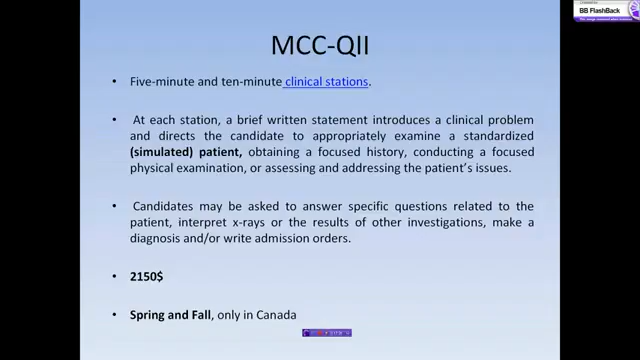 BB FlashBack
MCC-QII
• Five-minute and ten-minute clinical stations.
• At each station, a brief written statement introduces a clinical problem
and directs the candidate to appropriately examine a standardized
(simulated) patient, obtaining a focused history, conducting a focused
physical examination, or assessing and addressing the patient's issues.
• Candidates may be asked to answer specific questions related to the
patient, interpret x-rays or the results of other investigations, make a
diagnosis and/or write admission orders.
• 2150$
• Spring and Fall, only in Canada